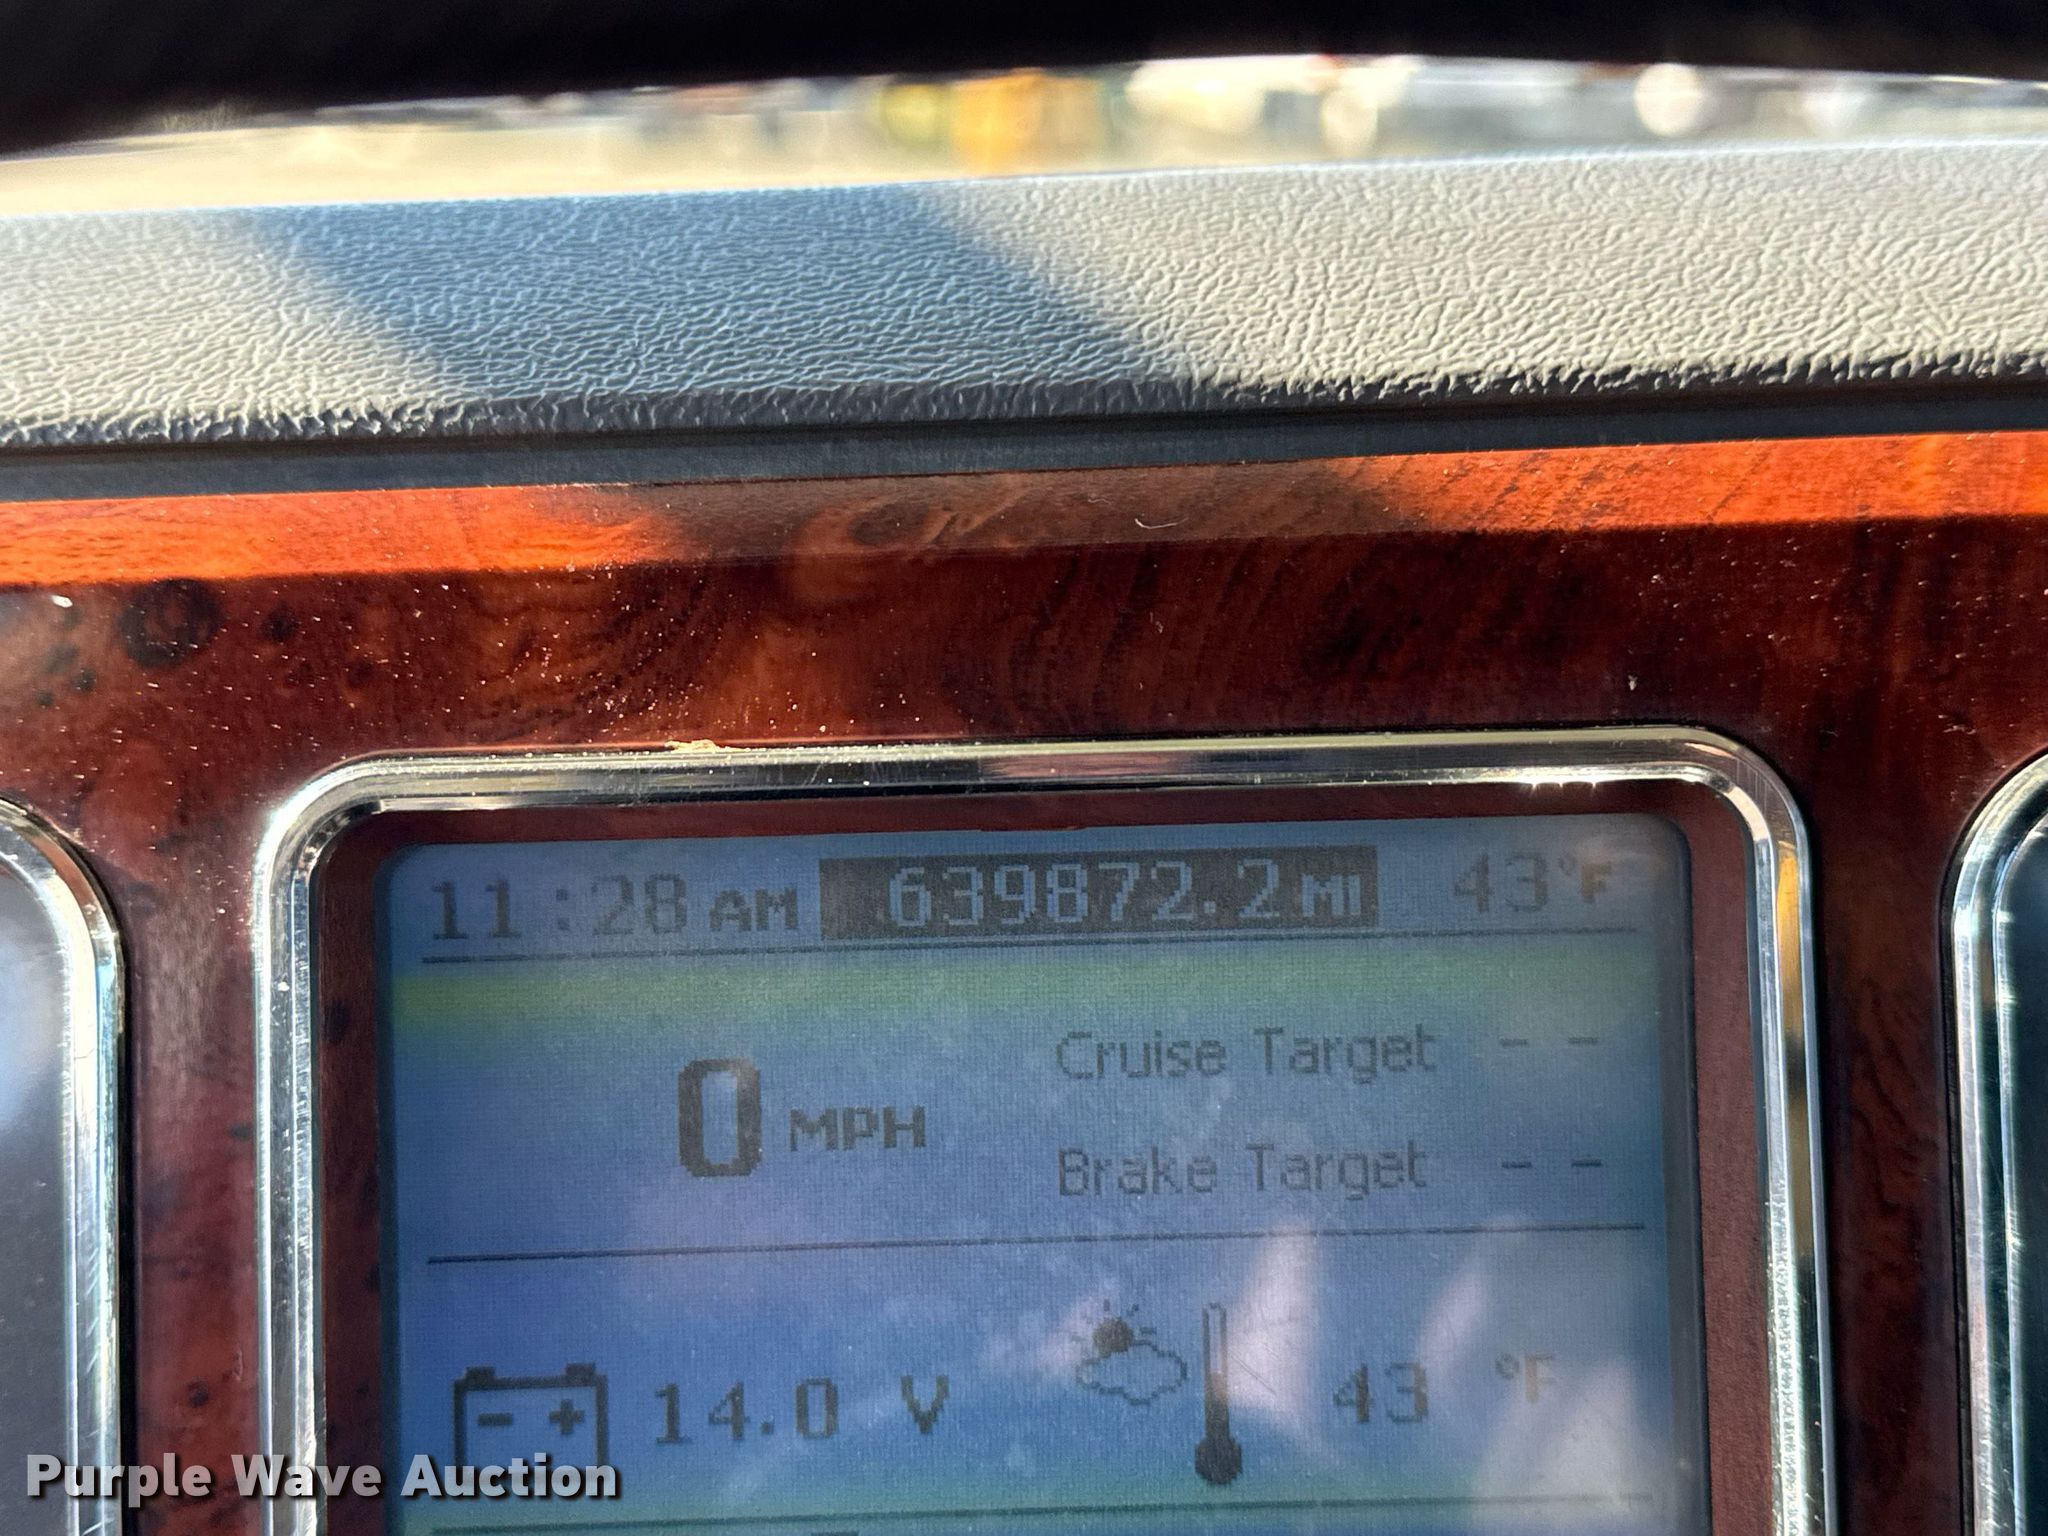 11:28 AM 639872.2 MI 43°F
Cruise Target - -
0 MPH
Brake Target - -
- + 14.0 V 43 °F
Purple Wave Auction